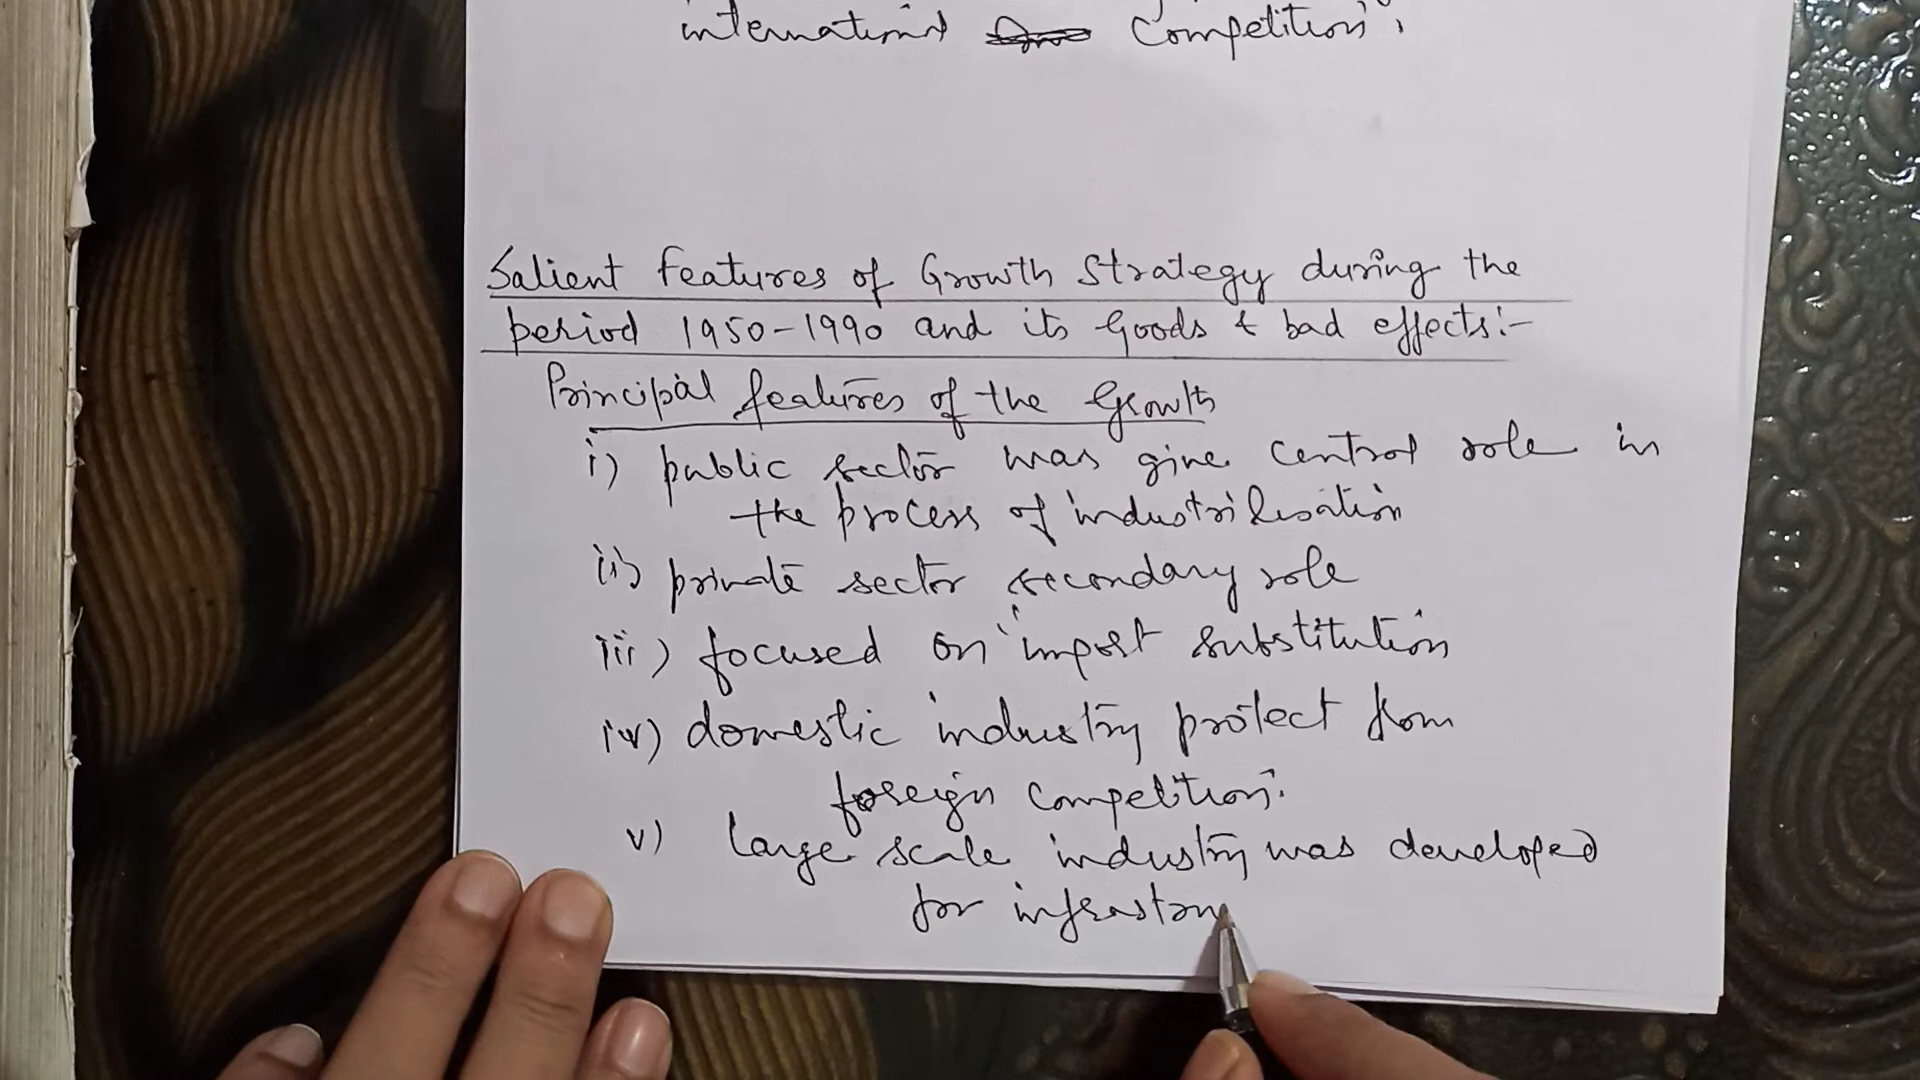 international competition.
Salient features of Growth Strategy during the
period 1950-1990 and its Goods & bad effects:-
Principal features of the Growth
i) public sector was give central role in
the process of industrilisation
ii) private sector secondary role
iii) focused on import substitution
iv) domestic industry protect from
foreign competition.
v) Large scale industry was developed
for infrastru